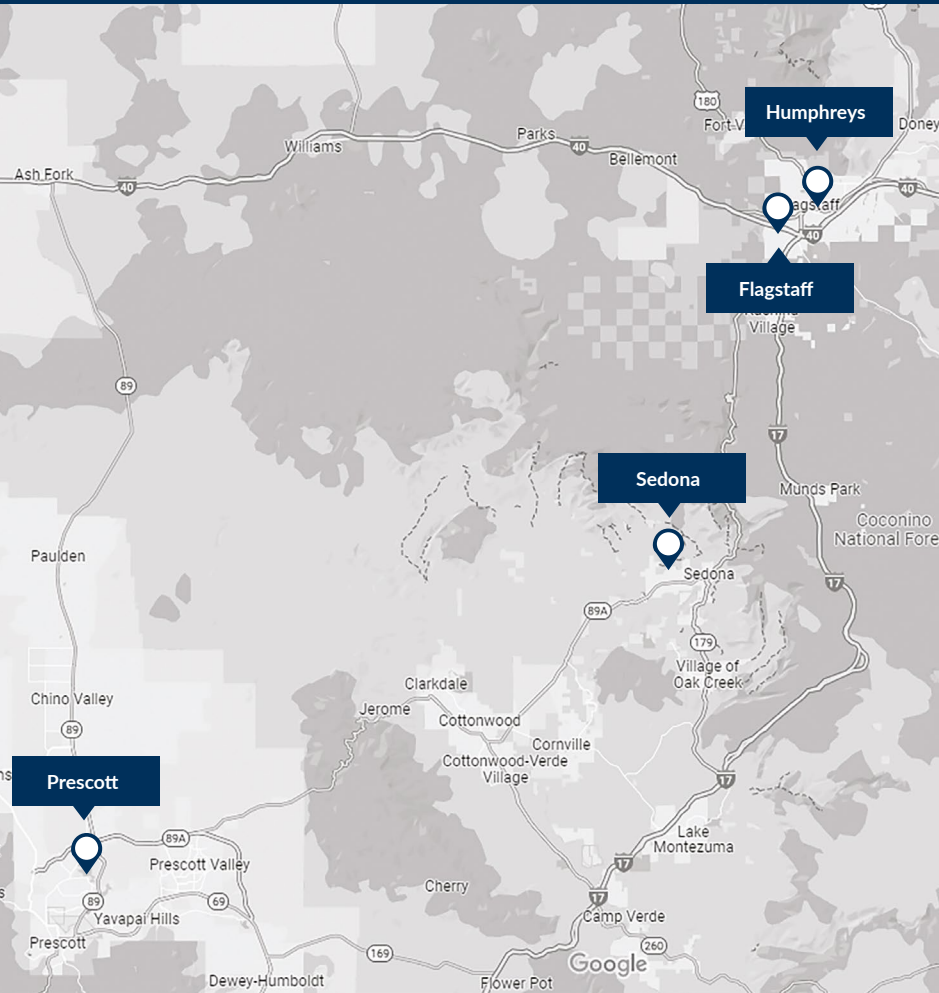 180
Humphreys
Fort V
Doney
Parks
40
Williams
Bellemont
Ash Fork
40
40
agstaff
40
Flagstaff
Village
89
17
Sedona
Munds Park
Coconino
National Fore
Paulden
Sedona
17
89A
179
Village of
Oak Creek
Clarkdale
Chino Valley
Jerome
Cottonwood
89
Cornville
Cottonwood-Verde
Village
17
Prescott
Lake
Montezuma
89A
Prescott Valley
17
Cherry
89
69
17
Yavapai Hills
Camp Verde
Prescott
260
169
Google
Dewey-Humboldt
Flower Pot